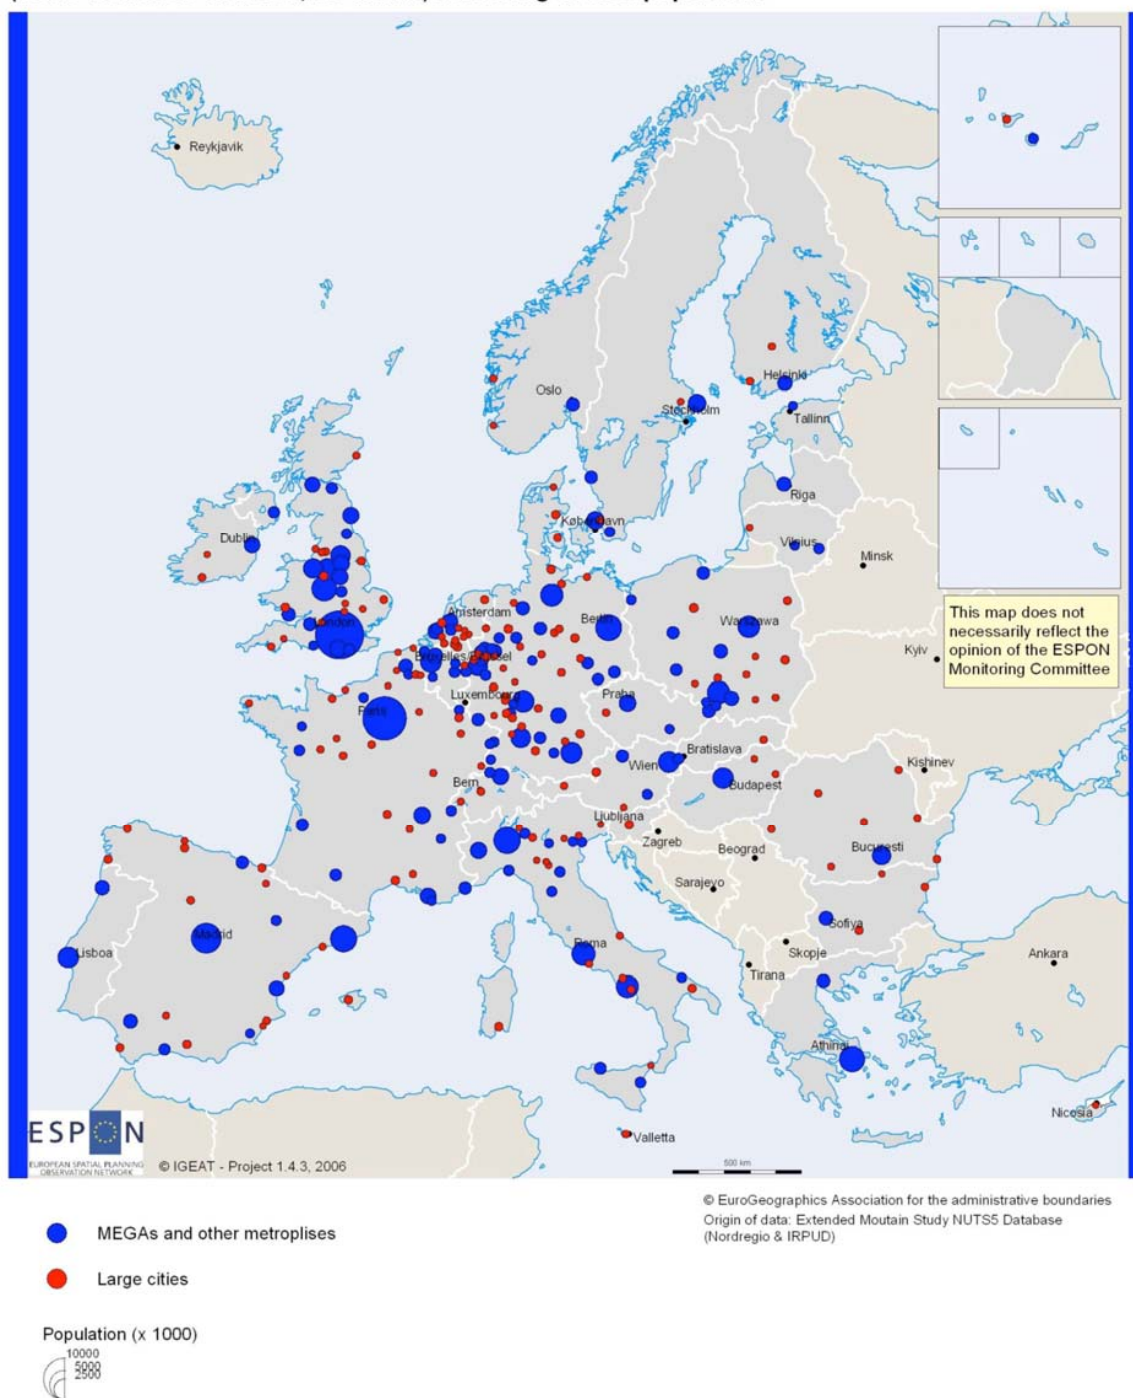 Reykjavik
Oslo
Helsinki
Stockholm
Tallinn
Riga
København
Dublin
Vilnius
Minsk
This map does not
necessarily reflect the
opinion of the ESPON
Monitoring Committee
Amsterdam
London
Berlin
Warszawa
Kyiv
Bruxelles/Brussel
Luxembourg
Praha
Paris
Bratislava
Wien
Kishinev
Bern
Budapest
Ljubljana
Zagreb
Beograd
Bucuresti
Sarajevo
Madrid
Sofiya
Lisboa
Roma
Skopje
Ankara
Tirana
Athinai
Nicosia
Valletta
ESPON
EUROPEAN SPATIAL PLANNING
OBSERVATION NETWORK
© IGEAT - Project 1.4.3, 2006
500 km
© EuroGeographics Association for the administrative boundaries
Origin of data: Extended Moutain Study NUTS5 Database
(Nordregio & IRPUD)
MEGAs and other metroplises
Large cities
Population (x 1000)
10000
5000
2500